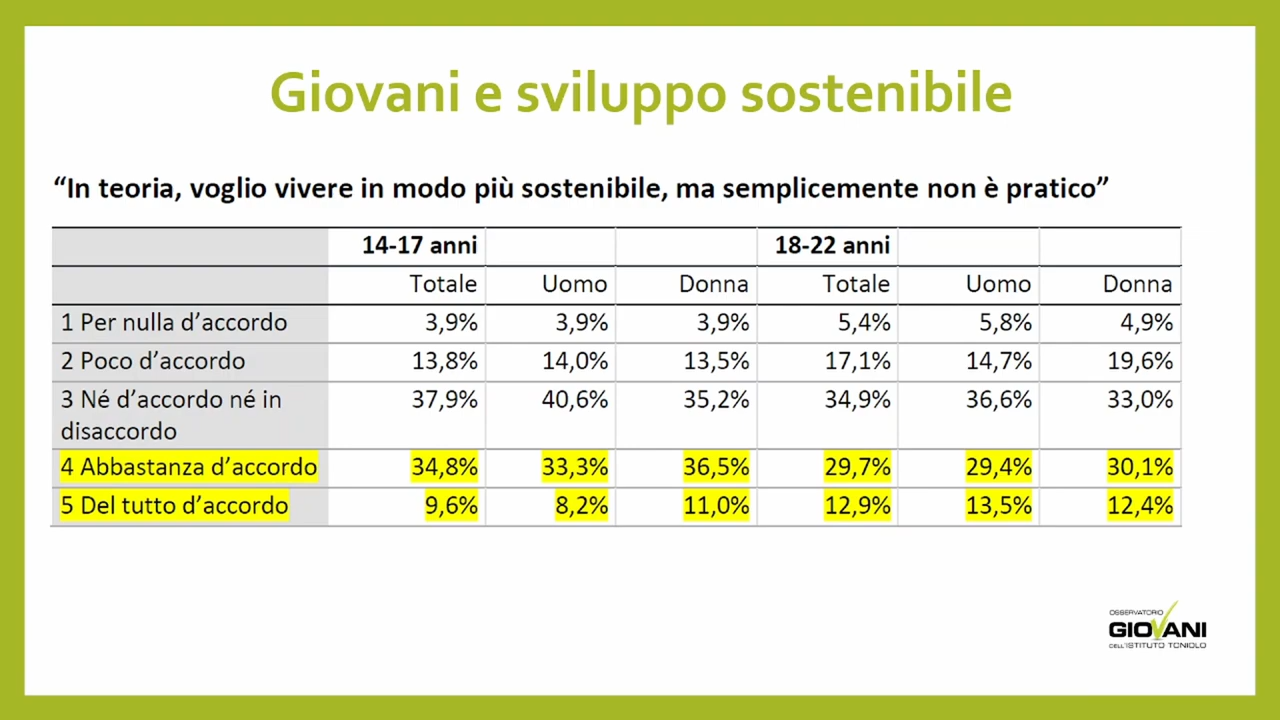 Giovani e sviluppo sostenibile
“In teoria, voglio vivere in modo più sostenibile, ma semplicemente non è pratico”
14-17 anni 18-22 anni
Totale Uomo Donna Totale Uomo Donna
1 Per nulla d’accordo 3,9% 3,9% 3,9% 5,4% 5,8% 4,9%
2 Poco d’accordo 13,8% 14,0% 13,5% 17,1% 14,7% 19,6%
3 Né d’accordo né in 37,9% 40,6% 35,2% 34,9% 36,6% 33,0%
disaccordo
4 Abbastanza d’accordo 34,8% 33,3% 36,5% 29,7% 29,4% 30,1%
5 Del tutto d’accordo 9,6% 8,2% 11,0% 12,9% 13,5% 12,4%
OSSERVATORIO
GIOVANI
DELL'ISTITUTO TONIOLO